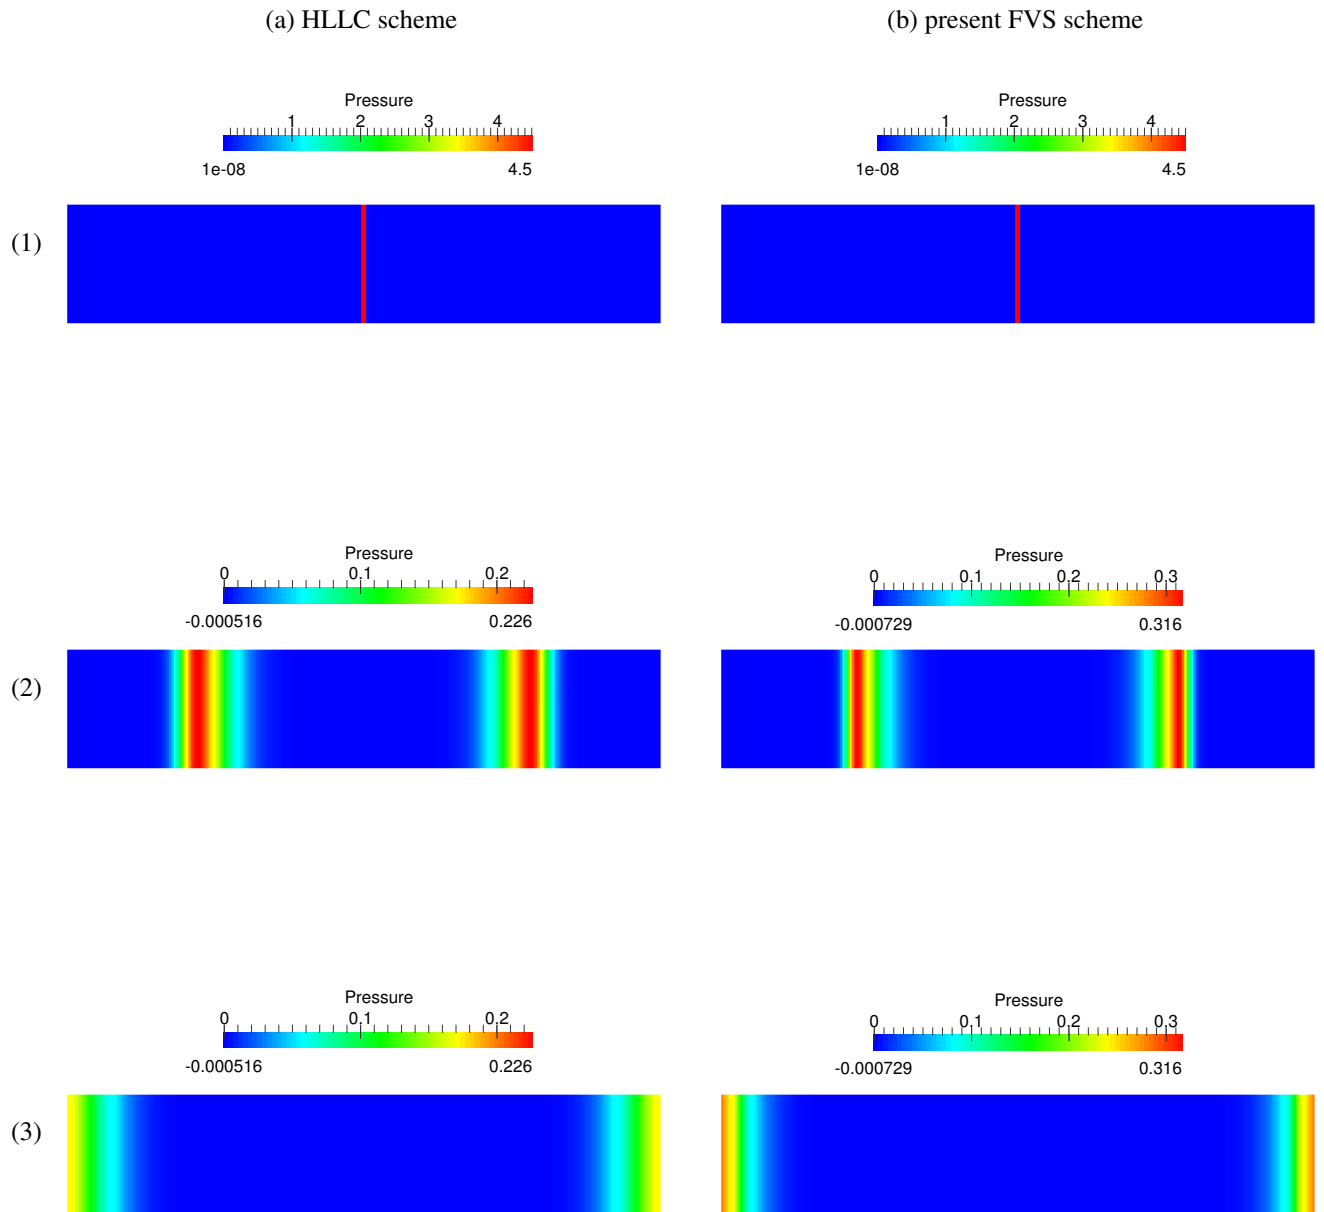 (a) HLLC scheme (b) present FVS scheme
Pressure Pressure
1 2 3 4 1 2 3 4
1e-08 4.5 1e-08 4.5
(1)
Pressure Pressure
0 0.1 0.2 0 0.1 0.2 0.3
-0.000516 0.226 -0.000729 0.316
(2)
Pressure Pressure
0 0.1 0.2 0 0.1 0.2 0.3
-0.000516 0.226 -0.000729 0.316
(3)